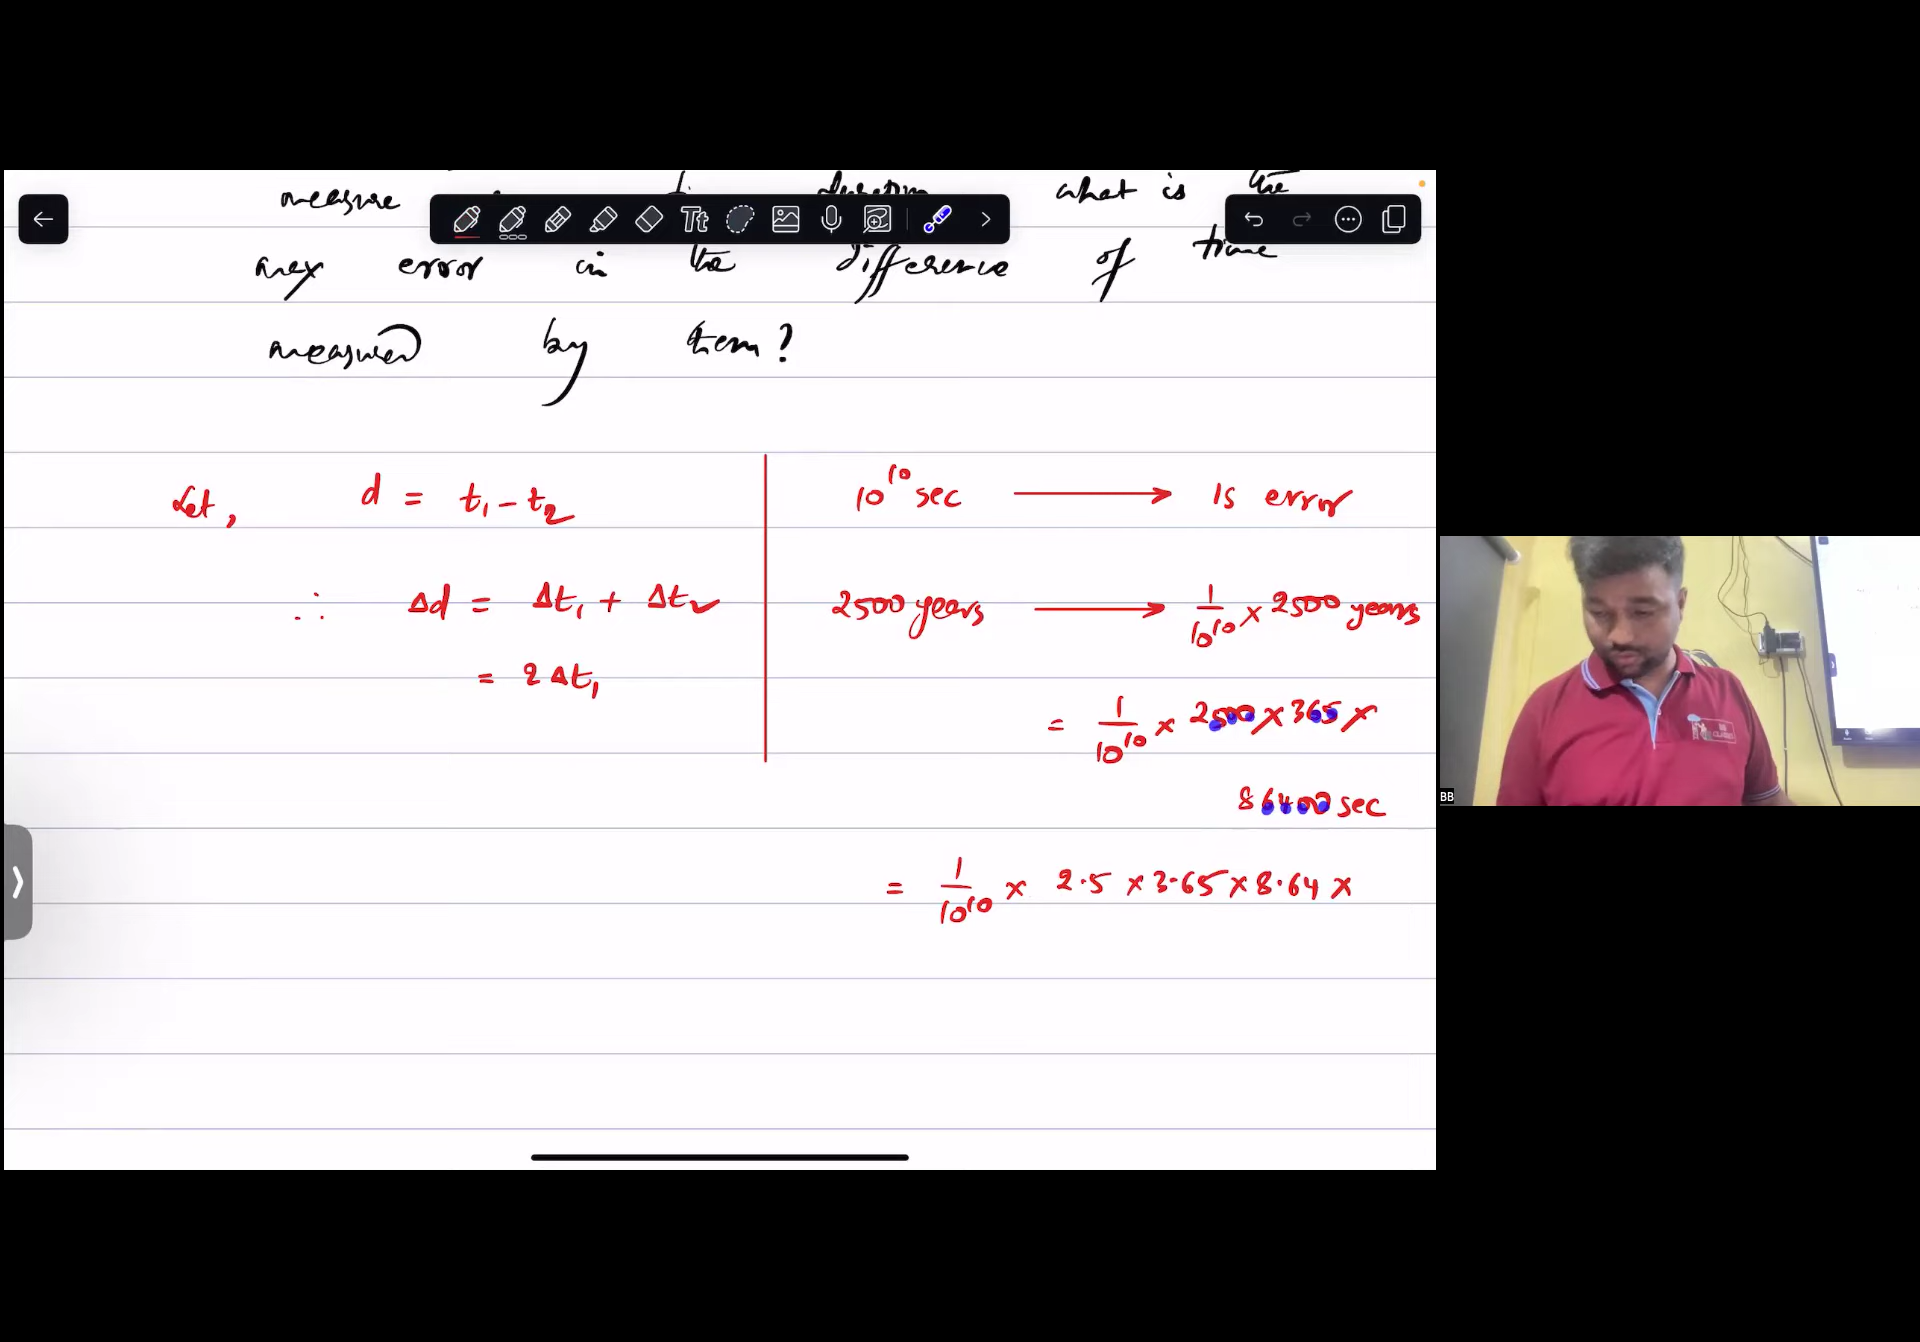 measure what is the
max error in the difference of time
measured by them?
Let, d = t₁ - t₂
∴ Δd = Δt₁ + Δt₂
= 2Δt₁
10¹⁰ sec → 1s error
2500 years → 1/10¹⁰ × 2500 years
= 1/10¹⁰ × 2500 × 365 ×
86400 sec
= 1/10¹⁰ × 2.5 × 3.65 × 8.64 ×
Tt
BB